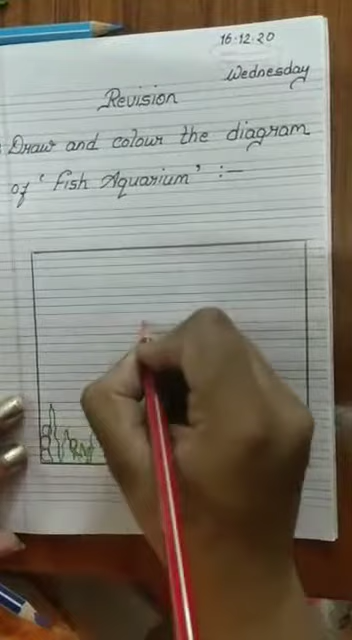 16.12.20
Wednesday
Revision
Draw and colour the diagram
of 'Fish Aquarium' :-